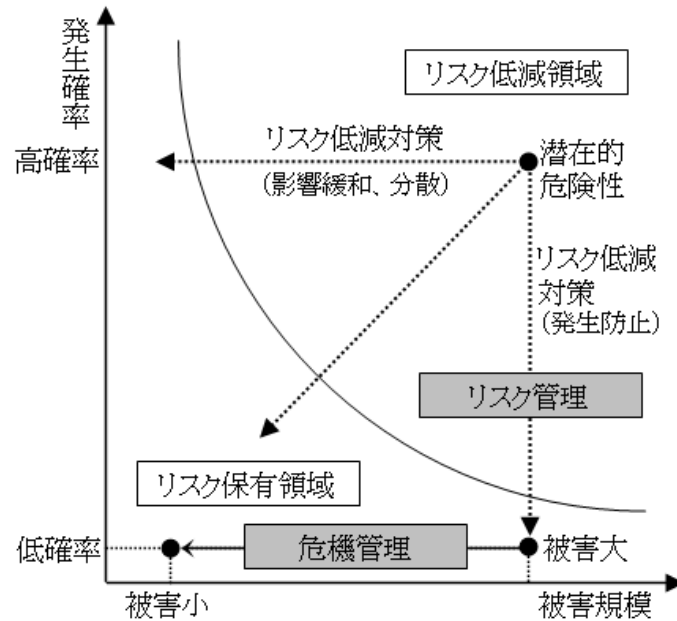 発生確率
リスク低減領域
リスク低減対策
(影響緩和、分散)
高確率
潜在的
危険性
リスク低減
対策
(発生防止)
リスク管理
リスク保有領域
低確率
危機管理
被害大
被害小
被害規模